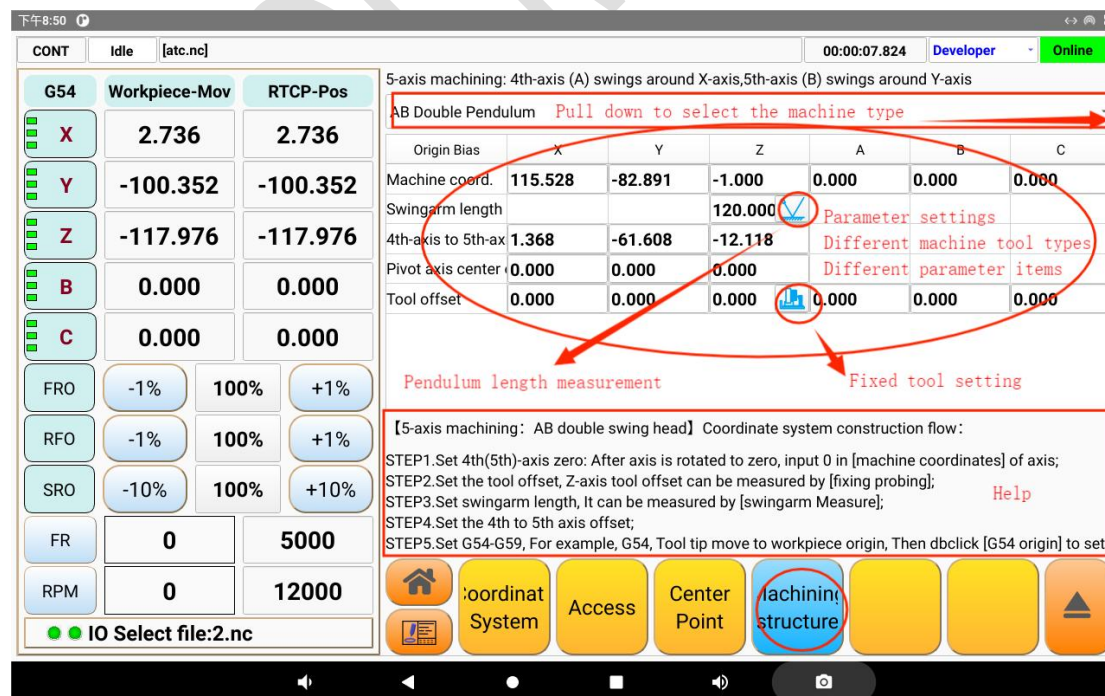 下午8:50
CONT Idle [atc.nc] 00:00:07.824 Developer Online
G54 Workpiece-Mov RTCP-Pos
X 2.736 2.736
Y -100.352 -100.352
Z -117.976 -117.976
B 0.000 0.000
C 0.000 0.000
FRO -1% 100% +1%
RFO -1% 100% +1%
SRO -10% 100% +10%
FR 0 5000
RPM 0 12000
IO Select file:2.nc
5-axis machining: 4th-axis (A) swings around X-axis,5th-axis (B) swings around Y-axis
AB Double Pendulum Pull down to select the machine type
Origin Bias X Y Z A B C
Machine coord. 115.528 -82.891 -1.000 0.000 0.000 0.000
Swingarm length 120.000 Parameter settings
4th-axis to 5th-ax 1.368 -61.608 -12.118 Different machine tool types
Pivot axis center 0.000 0.000 0.000 Different parameter items
Tool offset 0.000 0.000 0.000 0.000 0.000 0.000
Pendulum length measurement Fixed tool setting
【5-axis machining：AB double swing head】Coordinate system construction flow：
STEP1.Set 4th(5th)-axis zero: After axis is rotated to zero, input 0 in [machine coordinates] of axis;
STEP2.Set the tool offset, Z-axis tool offset can be measured by [fixing probing];
STEP3.Set swingarm length, It can be measured by [swingarm Measure]; Help
STEP4.Set the 4th to 5th axis offset;
STEP5.Set G54-G59, For example, G54, Tool tip move to workpiece origin, Then dbclick [G54 origin] to set
Coordinat System Access Center Point Machining structure